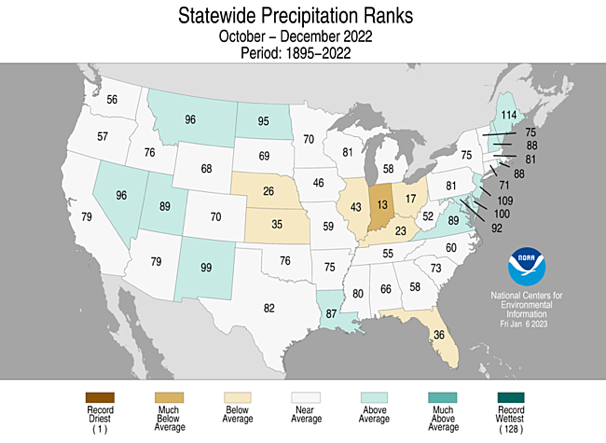 Statewide Precipitation Ranks
October – December 2022
Period: 1895–2022
56
96
95
70
114
57
76
68
69
81
58
75
75
88
81
88
71
109
100
92
96
89
70
26
46
43
13
17
81
52
89
79
35
59
23
60
79
99
76
75
55
73
82
87
80
66
58
36
NOAA
National Centers for
Environmental
Information
Fri Jan 6 2023
Record
Driest
(1)
Much
Below
Average
Below
Average
Near
Average
Above
Average
Much
Above
Average
Record
Wettest
(128)